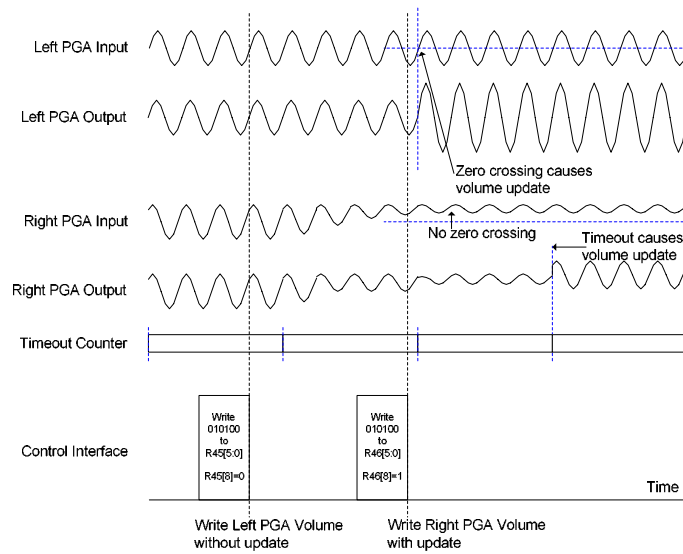 Left PGA Input
Left PGA Output
Zero crossing causes
volume update
Right PGA Input
No zero crossing
Timeout causes
volume update
Right PGA Output
Timeout Counter
Control Interface
Write
010100
to
R45[5:0]
R45[8]=0
Write
010100
to
R46[5:0]
R46[8]=1
Time
Write Left PGA Volume
without update
Write Right PGA Volume
with update